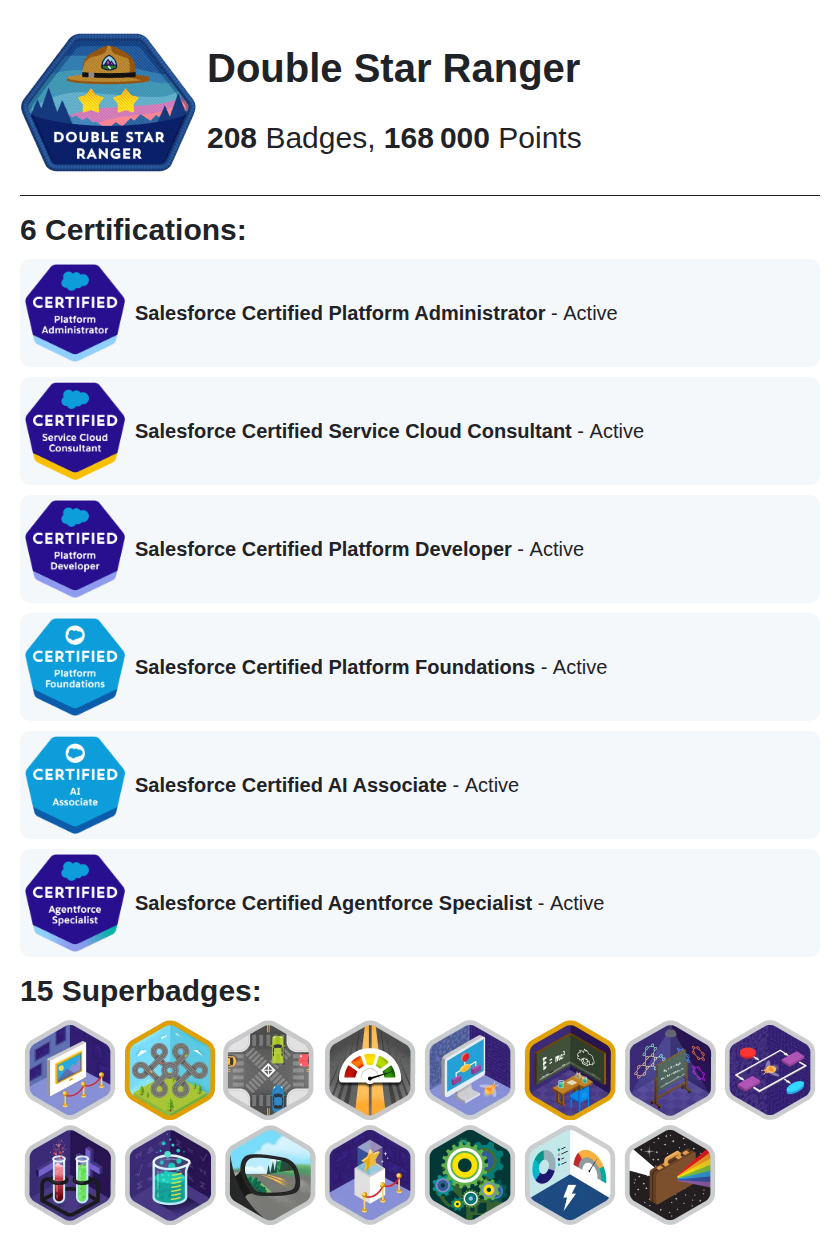 DOUBLE STAR
RANGER
Double Star Ranger
208 Badges, 168 000 Points
6 Certifications:
CERTIFIED
Platform
Administrator
Salesforce Certified Platform Administrator - Active
CERTIFIED
Service Cloud
Consultant
Salesforce Certified Service Cloud Consultant - Active
CERTIFIED
Platform
Developer
Salesforce Certified Platform Developer - Active
CERTIFIED
Platform
Foundations
Salesforce Certified Platform Foundations - Active
CERTIFIED
AI
Associate
Salesforce Certified AI Associate - Active
CERTIFIED
Agentforce
Specialist
Salesforce Certified Agentforce Specialist - Active
15 Superbadges:
E = mc²